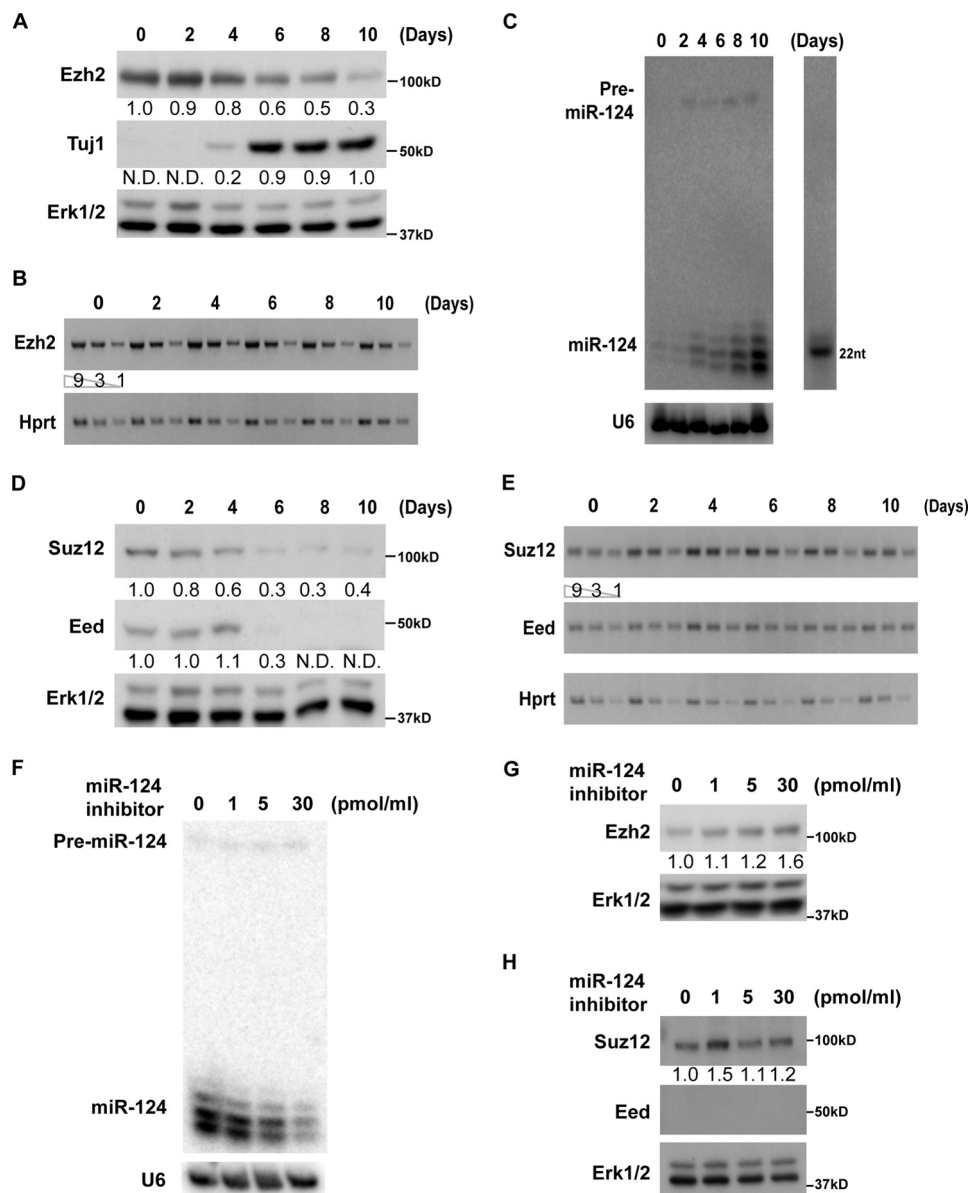 A
0 2 4 6 8 10 (Days)
Ezh2
100kD
1.0 0.9 0.8 0.6 0.5 0.3
Tuj1
50kD
N.D. N.D. 0.2 0.9 0.9 1.0
Erk1/2
37kD
B
0 2 4 6 8 10 (Days)
Ezh2
9 3 1
Hprt
C
0 2 4 6 8 10 (Days)
Pre-
miR-124
miR-124
22nt
U6
D
0 2 4 6 8 10 (Days)
Suz12
100kD
1.0 0.8 0.6 0.3 0.3 0.4
Eed
50kD
1.0 1.0 1.1 0.3 N.D. N.D.
Erk1/2
37kD
E
0 2 4 6 8 10 (Days)
Suz12
9 3 1
Eed
Hprt
F
miR-124
inhibitor 0 1 5 30 (pmol/ml)
Pre-miR-124
miR-124
U6
G
miR-124
inhibitor 0 1 5 30 (pmol/ml)
Ezh2
100kD
1.0 1.1 1.2 1.6
Erk1/2
37kD
H
miR-124
inhibitor 0 1 5 30 (pmol/ml)
Suz12
100kD
1.0 1.5 1.1 1.2
Eed
50kD
Erk1/2
37kD